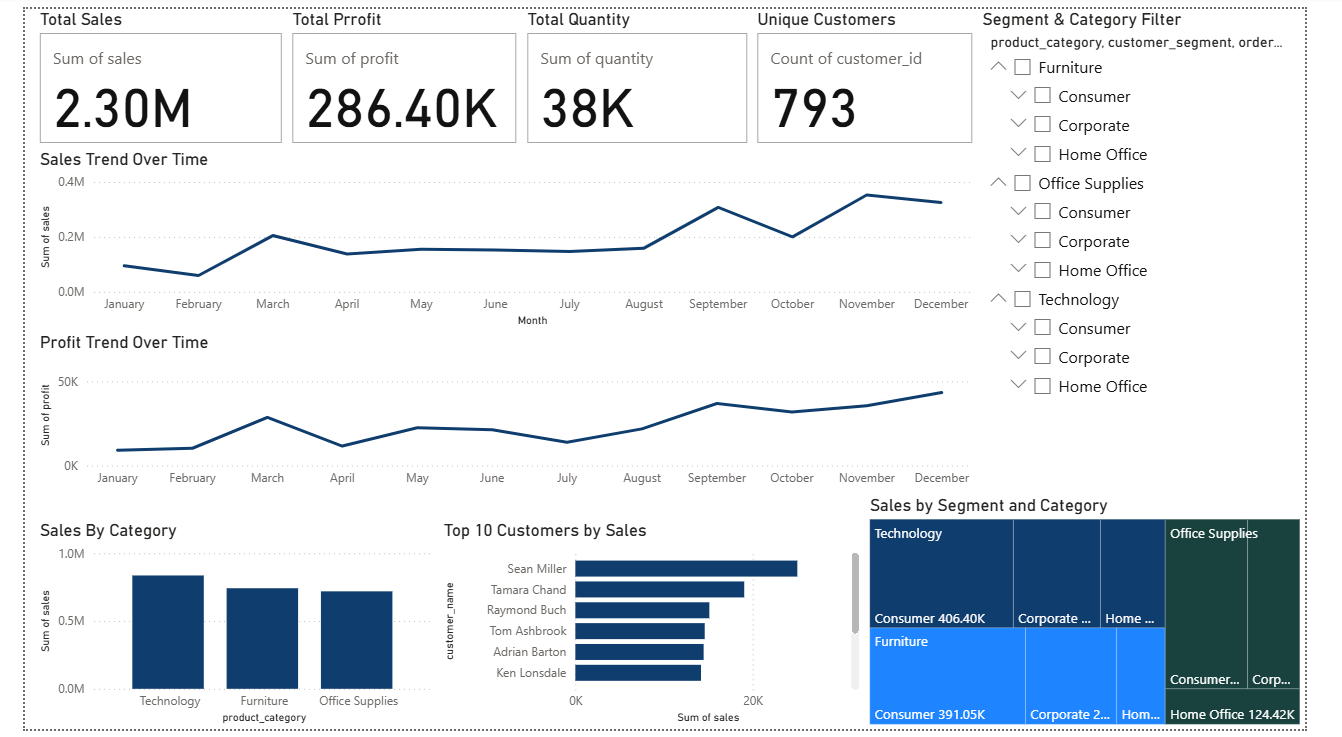 Total Sales
Sum of sales
2.30M
Total Prrofit
Sum of profit
286.40K
Total Quantity
Sum of quantity
38K
Unique Customers
Count of customer_id
793
Segment & Category Filter
product_category, customer_segment, order...
Furniture
Consumer
Corporate
Home Office
Office Supplies
Consumer
Corporate
Home Office
Technology
Consumer
Corporate
Home Office
Sales Trend Over Time
Sum of sales
0.4M
0.2M
0.0M
January February March April May June July August September October November December
Month
Profit Trend Over Time
Sum of profit
50K
0K
January February March April May June July August September October November December
Sales By Category
Sum of sales
1.0M
0.5M
0.0M
Technology Furniture Office Supplies
product_category
Top 10 Customers by Sales
customer_name
Sean Miller
Tamara Chand
Raymond Buch
Tom Ashbrook
Adrian Barton
Ken Lonsdale
0K 20K
Sum of sales
Sales by Segment and Category
Technology
Consumer 406.40K
Corporate ...
Home ...
Furniture
Consumer 391.05K
Corporate 2...
Hom...
Office Supplies
Consumer...
Corp...
Home Office 124.42K